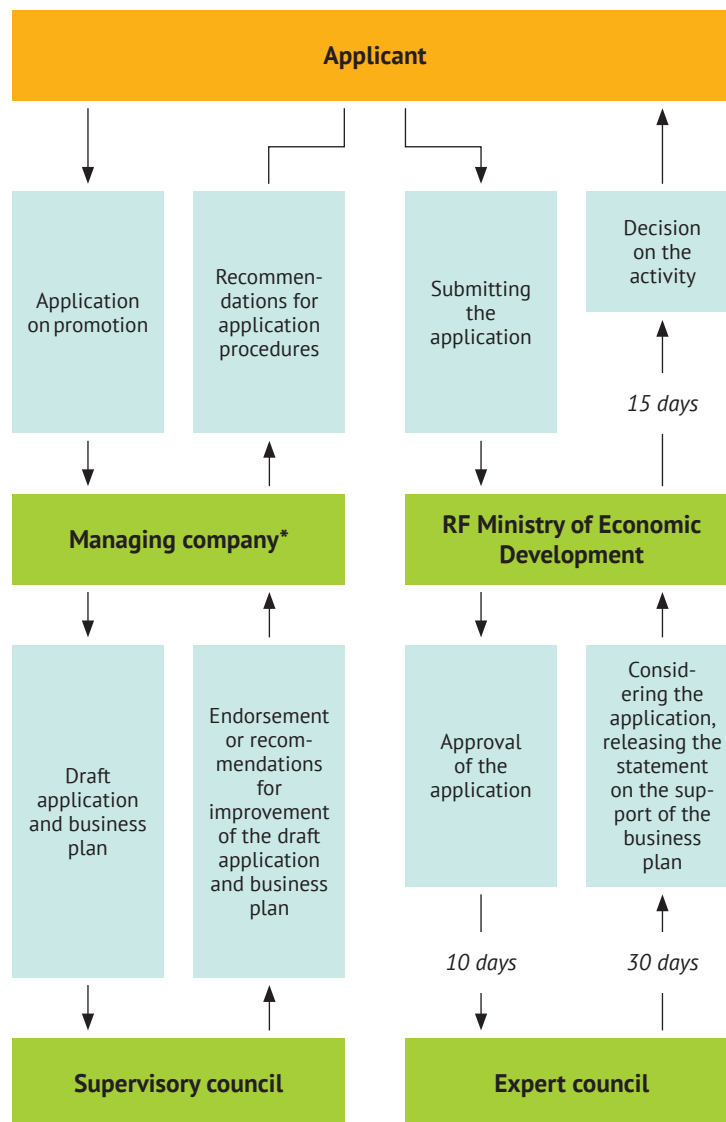 Applicant
Application
on promotion
Recommen-
dations for
application
procedures
Submitting
the
application
Decision
on the
activity
15 days
Managing company*
RF Ministry of Economic
Development
Draft
application
and business
plan
Endorsement
or recom-
mendations
for
improvement
of the draft
application
and business
plan
Approval
of the
application
Consid-
ering the
application,
releasing the
statement
on the sup-
port of the
business
plan
10 days
30 days
Supervisory council
Expert council